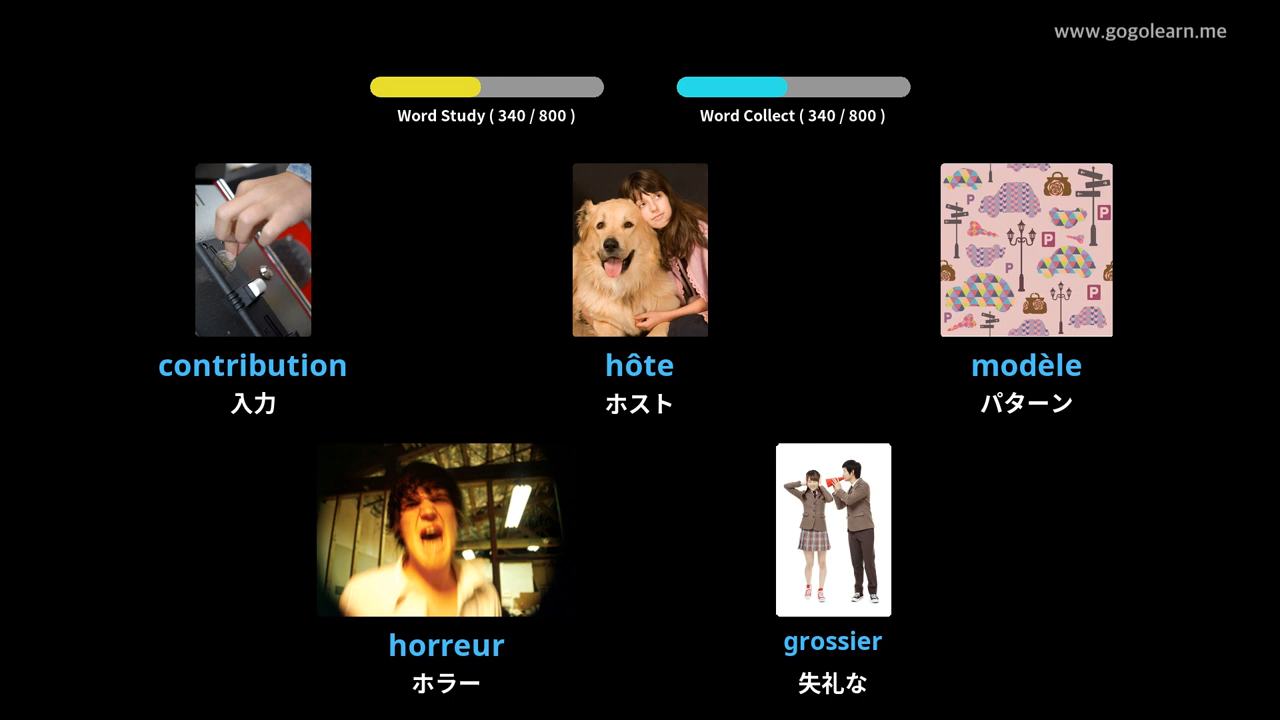 www.gogolearn.me
Word Study ( 340 / 800 )
Word Collect ( 340 / 800 )
contribution
入力
hôte
ホスト
P
P
P
P
P
P
modèle
パターン
horreur
ホラー
grossier
失礼な